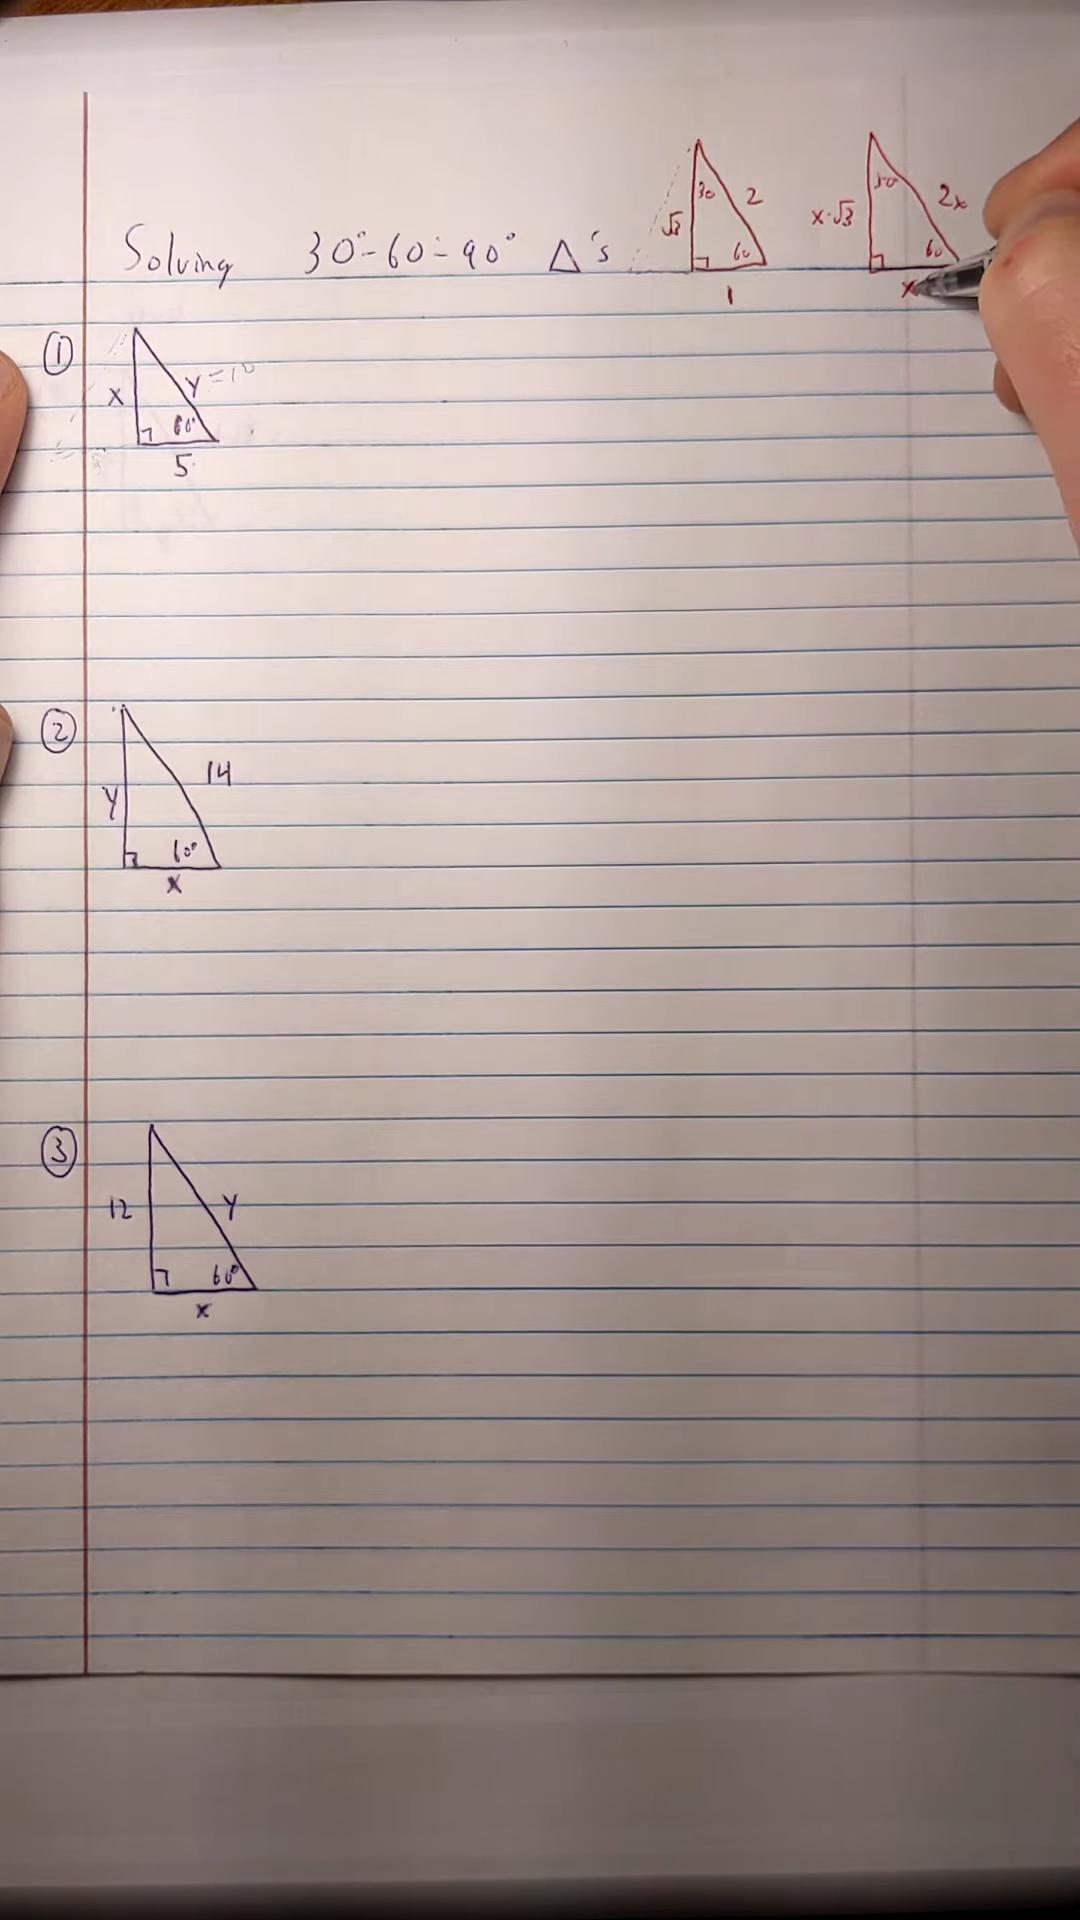 Solving 30°-60°-90° △'s
30 2
√3 60
1
30 2x
x·√3 60
x
①
x y = 10
60°
5
②
14
y
60°
x
③
12 y
60°
x